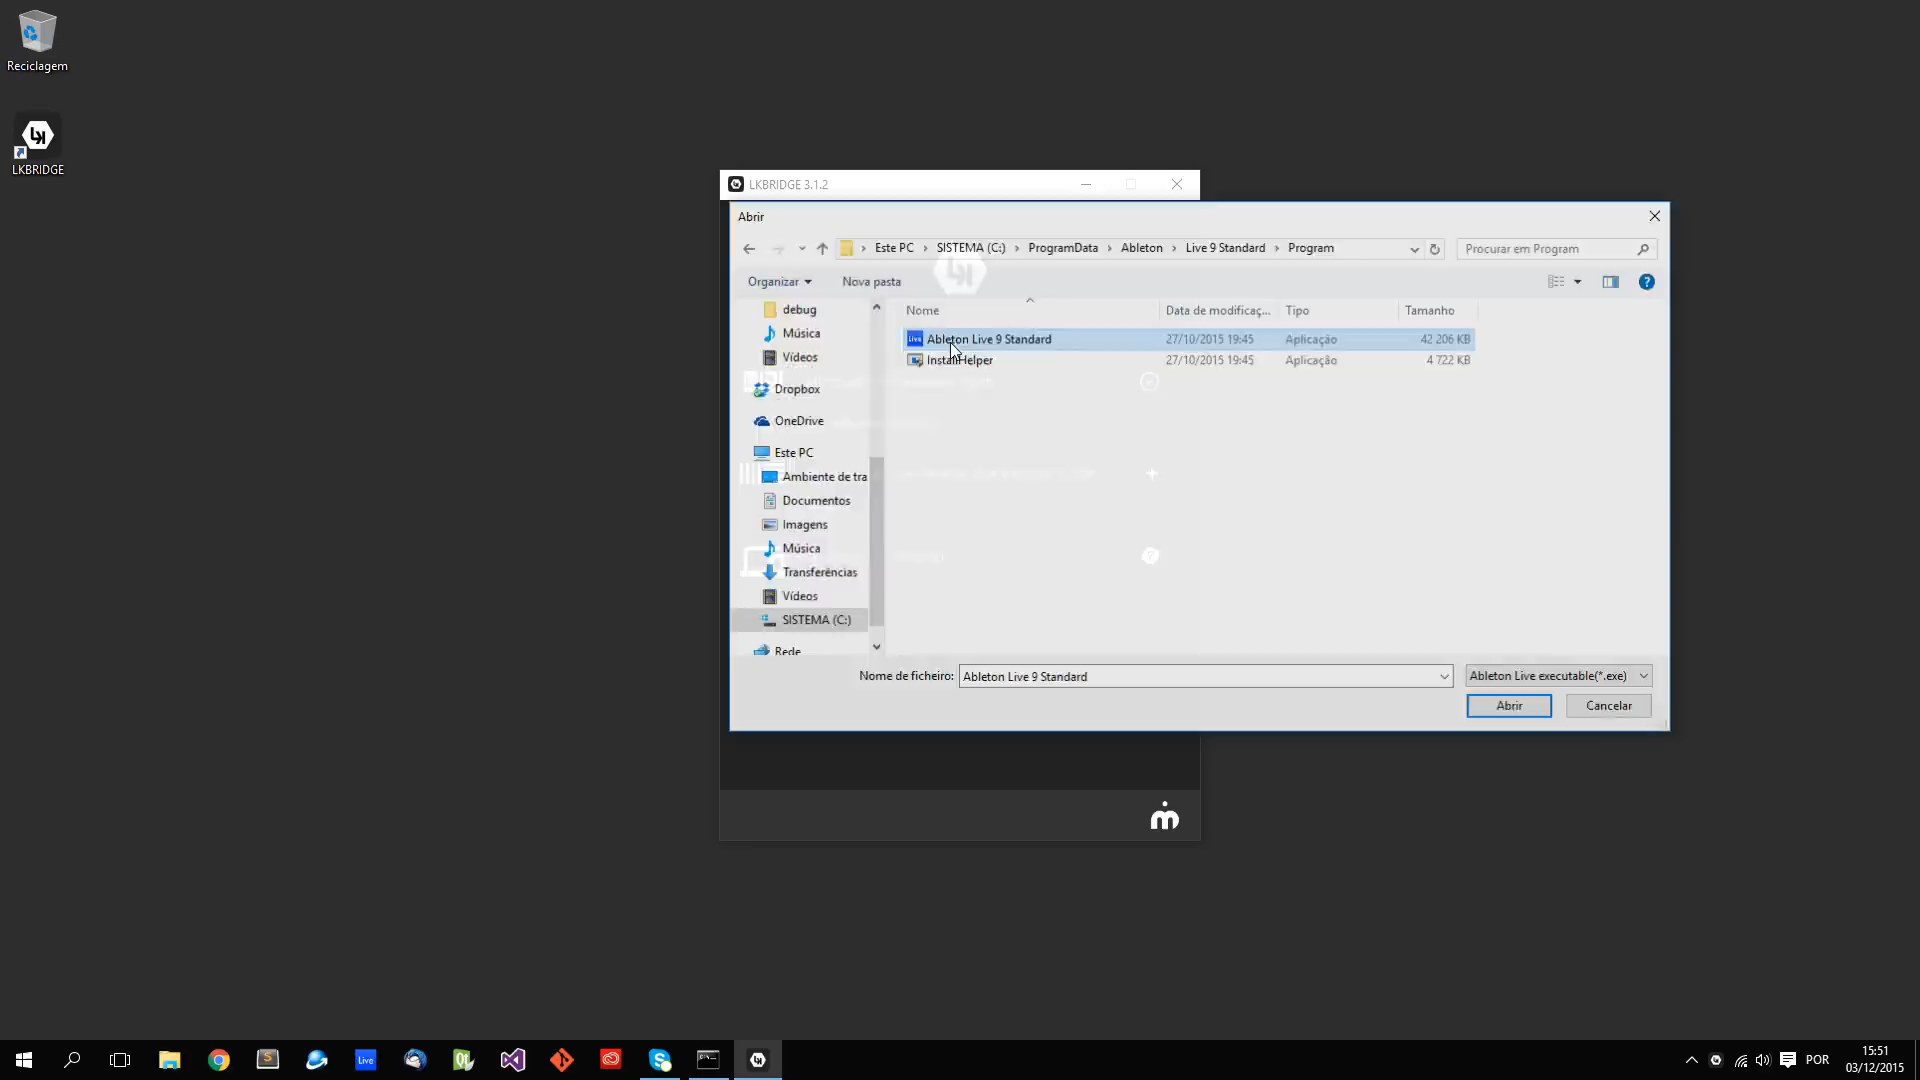 Reciclagem
LKBRIDGE
LKBRIDGE 3.1.2
Abrir
Este PC
SISTEMA (C:)
ProgramData
Ableton
Live 9 Standard
Program
Procurar em Program
Organizar
Nova pasta
debug
Música
Vídeos
Dropbox
OneDrive
Este PC
Ambiente de tra
Documentos
Imagens
Música
Transferências
Vídeos
SISTEMA (C:)
Rede
Nome
Data de modificaç...
Tipo
Tamanho
Live Ableton Live 9 Standard 27/10/2015 19:45 Aplicação 42 206 KB
Install Helper 27/10/2015 19:45 Aplicação 4 722 KB
Nome de ficheiro: Ableton Live 9 Standard
Ableton Live executable(*.exe)
Abrir
Cancelar
Live
POR
15:51
03/12/2015